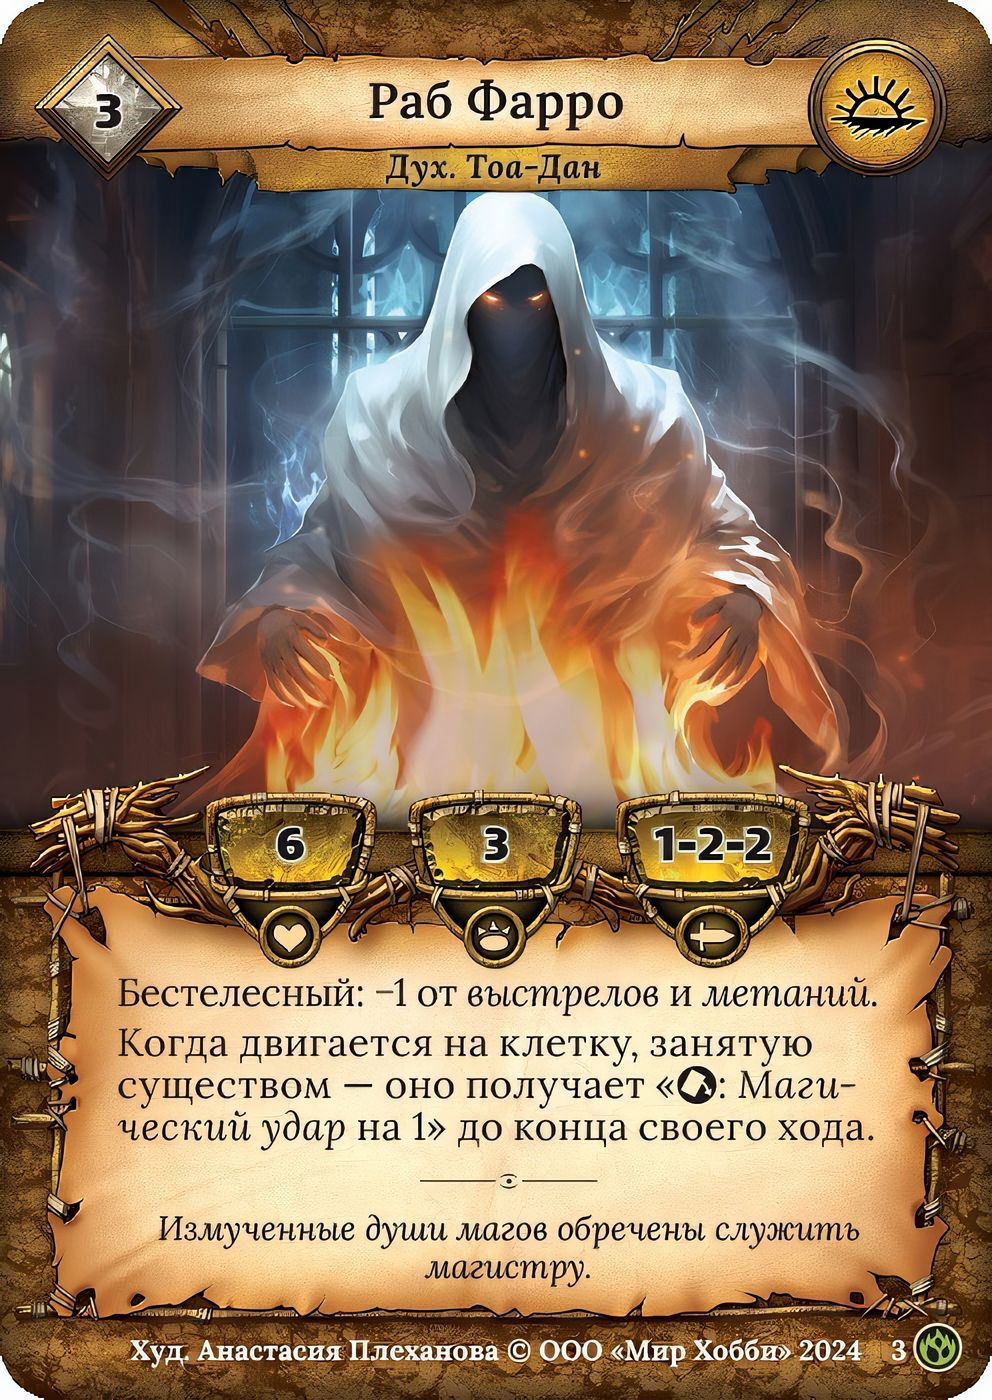 3
Раб Фарро
Дух. Тоа-Дан
6
3
1-2-2
Бестелесный: −1 от выстрелов и метаний.
Когда двигается на клетку, занятую
существом — оно получает «: Маги-
ческий удар на 1» до конца своего хода.
Измученные души магов обречены служить
магистру.
Худ. Анастасия Плеханова © ООО «Мир Хобби» 2024 3